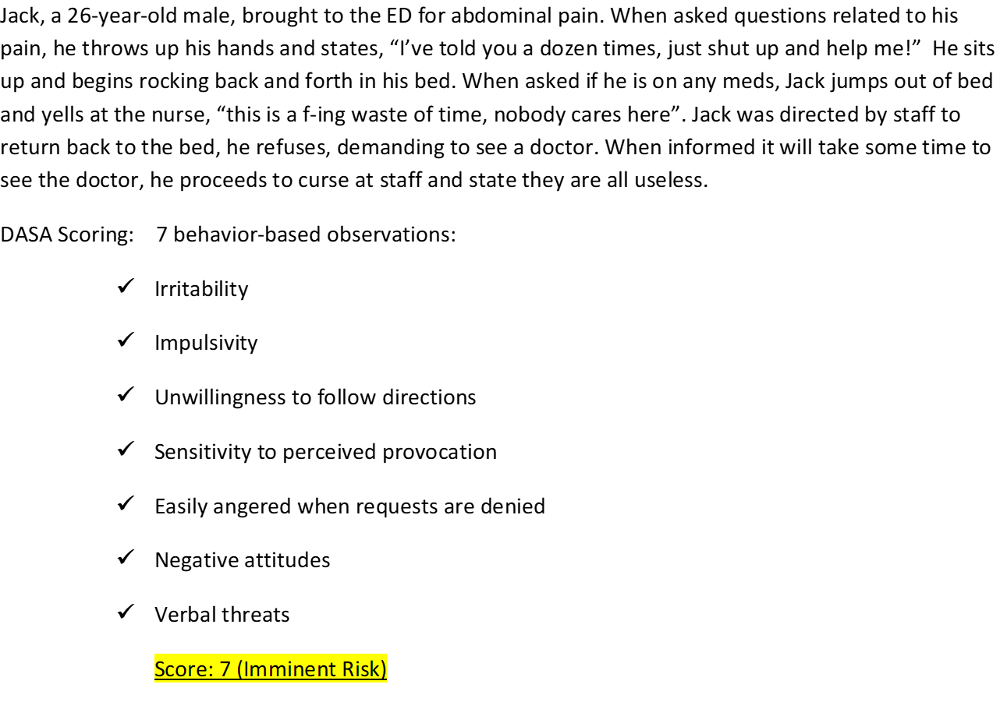 Jack, a 26-year-old male, brought to the ED for abdominal pain. When asked questions related to his
pain, he throws up his hands and states, “I’ve told you a dozen times, just shut up and help me!”  He sits
up and begins rocking back and forth in his bed. When asked if he is on any meds, Jack jumps out of bed
and yells at the nurse, “this is a f-ing waste of time, nobody cares here”. Jack was directed by staff to
return back to the bed, he refuses, demanding to see a doctor. When informed it will take some time to
see the doctor, he proceeds to curse at staff and state they are all useless.
DASA Scoring:    7 behavior-based observations:
✓ Irritability
✓ Impulsivity
✓ Unwillingness to follow directions
✓ Sensitivity to perceived provocation
✓ Easily angered when requests are denied
✓ Negative attitudes
✓ Verbal threats
Score: 7 (Imminent Risk)